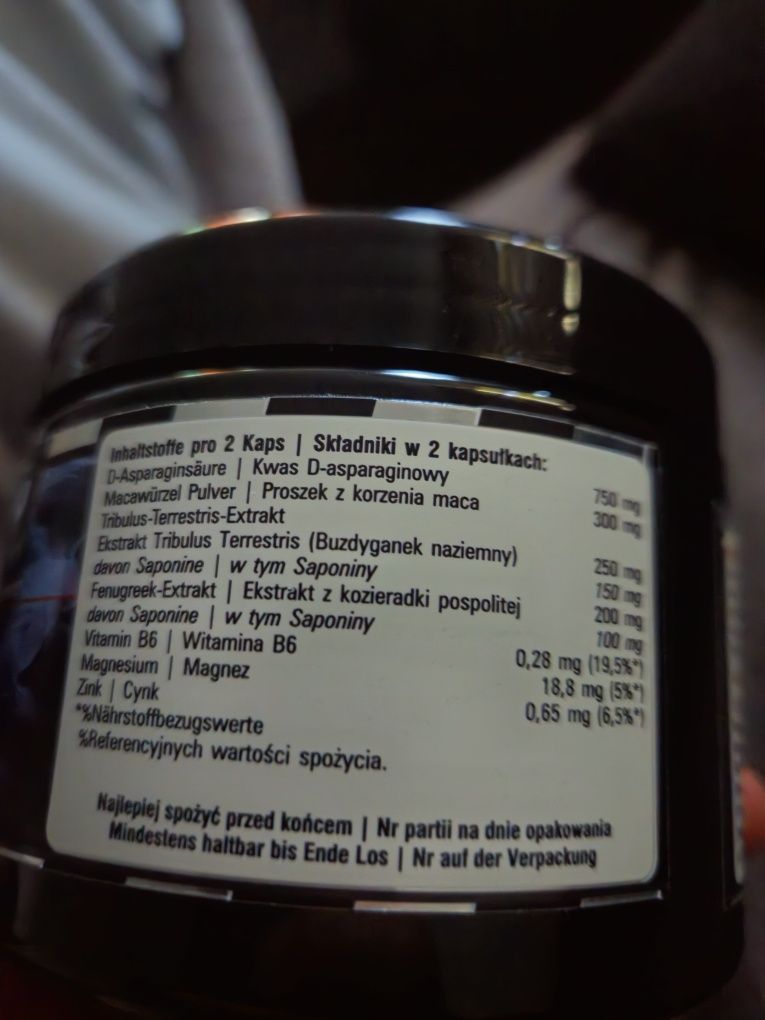 Inhaltstoffe pro 2 Kaps | Składniki w 2 kapsułkach:
D-Asparaginsäure | Kwas D-asparaginowy 750 mg
Macawürzel Pulver | Proszek z korzenia maca 300 mg
Tribulus-Terrestris-Extrakt
Ekstrakt Tribulus Terrestris (Buzdyganek naziemny) 250 mg
davon Saponine | w tym Saponiny 150 mg
Fenugreek-Extrakt | Ekstrakt z kozieradki pospolitej 200 mg
davon Saponine | w tym Saponiny 100 mg
Vitamin B6 | Witamina B6 0,28 mg (19,5%*)
Magnesium | Magnez 18,8 mg (5%*)
Zink | Cynk 0,65 mg (6,5%*)
*%Nährstoffbezugswerte
%Referencyjnych wartości spożycia.
Najlepiej spożyć przed końcem | Nr partii na dnie opakowania
Mindestens haltbar bis Ende Los | Nr auf der Verpackung